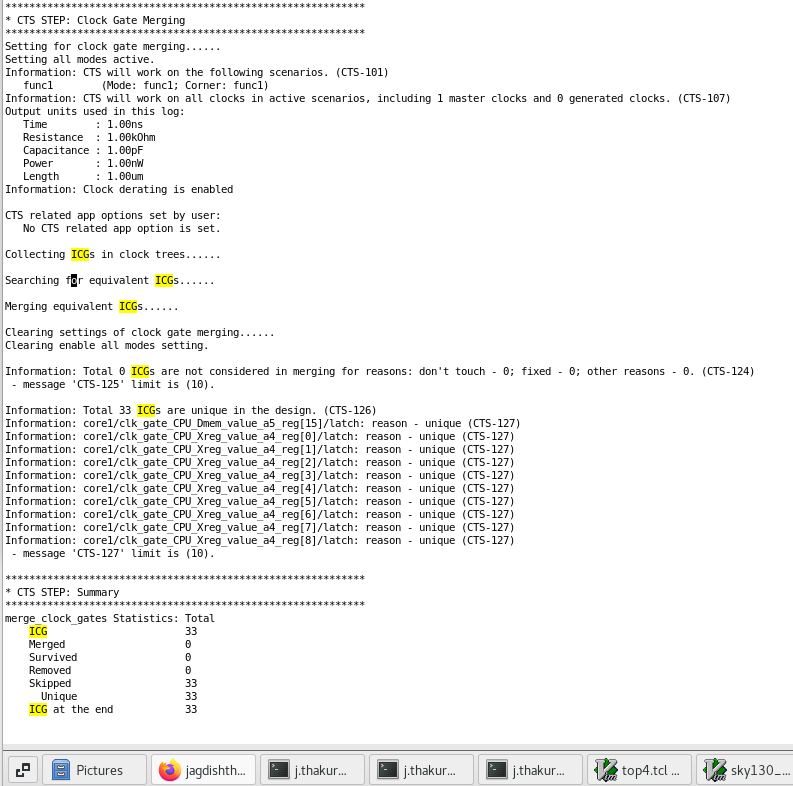 ************************************************************
* CTS STEP: Clock Gate Merging
************************************************************
Setting for clock gate merging......
Setting all modes active.
Information: CTS will work on the following scenarios. (CTS-101)
   func1        (Mode: func1; Corner: func1)
Information: CTS will work on all clocks in active scenarios, including 1 master clocks and 0 generated clocks. (CTS-107)
Output units used in this log:
   Time        : 1.00ns
   Resistance  : 1.00kOhm
   Capacitance : 1.00pF
   Power       : 1.00nW
   Length      : 1.00um
Information: Clock derating is enabled
CTS related app options set by user:
   No CTS related app option is set.
Collecting ICGs in clock trees......
Searching for equivalent ICGs......
Merging equivalent ICGs......
Clearing settings of clock gate merging......
Clearing enable all modes setting.
Information: Total 0 ICGs are not considered in merging for reasons: don't touch - 0; fixed - 0; other reasons - 0. (CTS-124)
 - message 'CTS-125' limit is (10).
Information: Total 33 ICGs are unique in the design. (CTS-126)
Information: core1/clk_gate_CPU_Dmem_value_a5_reg[15]/latch: reason - unique (CTS-127)
Information: core1/clk_gate_CPU_Xreg_value_a4_reg[0]/latch: reason - unique (CTS-127)
Information: core1/clk_gate_CPU_Xreg_value_a4_reg[1]/latch: reason - unique (CTS-127)
Information: core1/clk_gate_CPU_Xreg_value_a4_reg[2]/latch: reason - unique (CTS-127)
Information: core1/clk_gate_CPU_Xreg_value_a4_reg[3]/latch: reason - unique (CTS-127)
Information: core1/clk_gate_CPU_Xreg_value_a4_reg[4]/latch: reason - unique (CTS-127)
Information: core1/clk_gate_CPU_Xreg_value_a4_reg[5]/latch: reason - unique (CTS-127)
Information: core1/clk_gate_CPU_Xreg_value_a4_reg[6]/latch: reason - unique (CTS-127)
Information: core1/clk_gate_CPU_Xreg_value_a4_reg[7]/latch: reason - unique (CTS-127)
Information: core1/clk_gate_CPU_Xreg_value_a4_reg[8]/latch: reason - unique (CTS-127)
 - message 'CTS-127' limit is (10).
************************************************************
* CTS STEP: Summary
************************************************************
merge_clock_gates Statistics: Total
    ICG                       33
    Merged                    0
    Survived                  0
    Removed                   0
    Skipped                   33
      Unique                  33
    ICG at the end            33
Pictures jagdishth... j.thakur... j.thakur... j.thakur... top4.tcl ... sky130_...